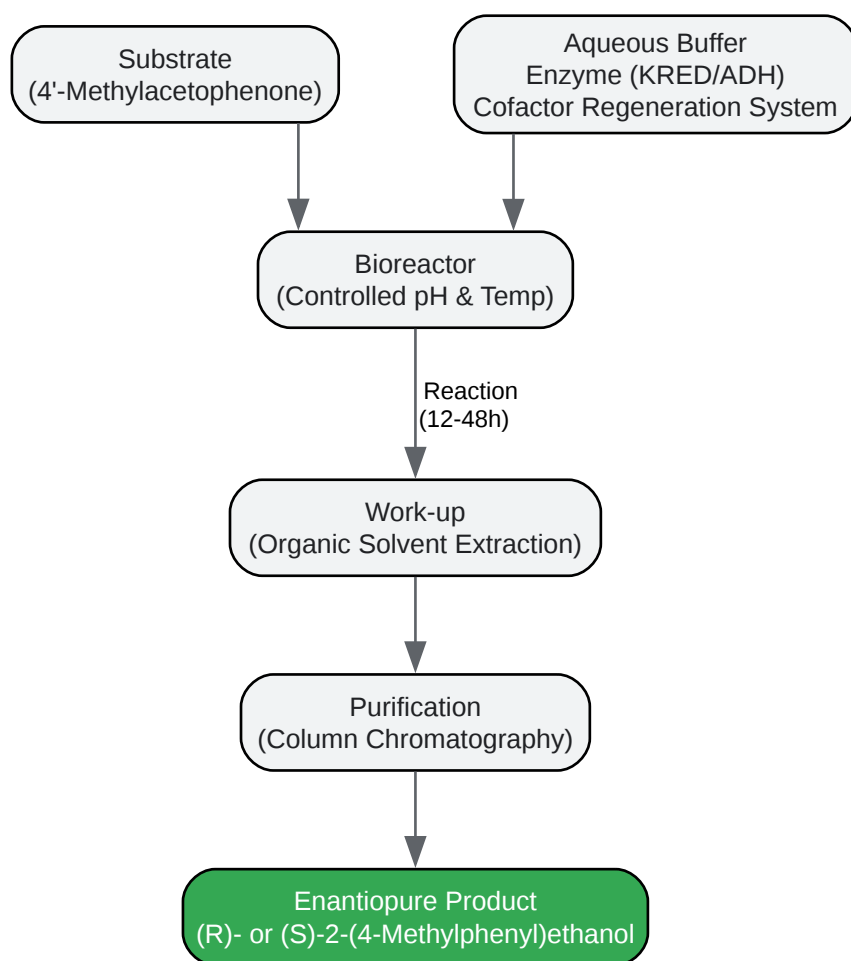 Substrate
(4'-Methylacetophenone)
Aqueous Buffer
Enzyme (KRED/ADH)
Cofactor Regeneration System
Bioreactor
(Controlled pH & Temp)
Reaction
(12-48h)
Work-up
(Organic Solvent Extraction)
Purification
(Column Chromatography)
Enantiopure Product
(R)- or (S)-2-(4-Methylphenyl)ethanol